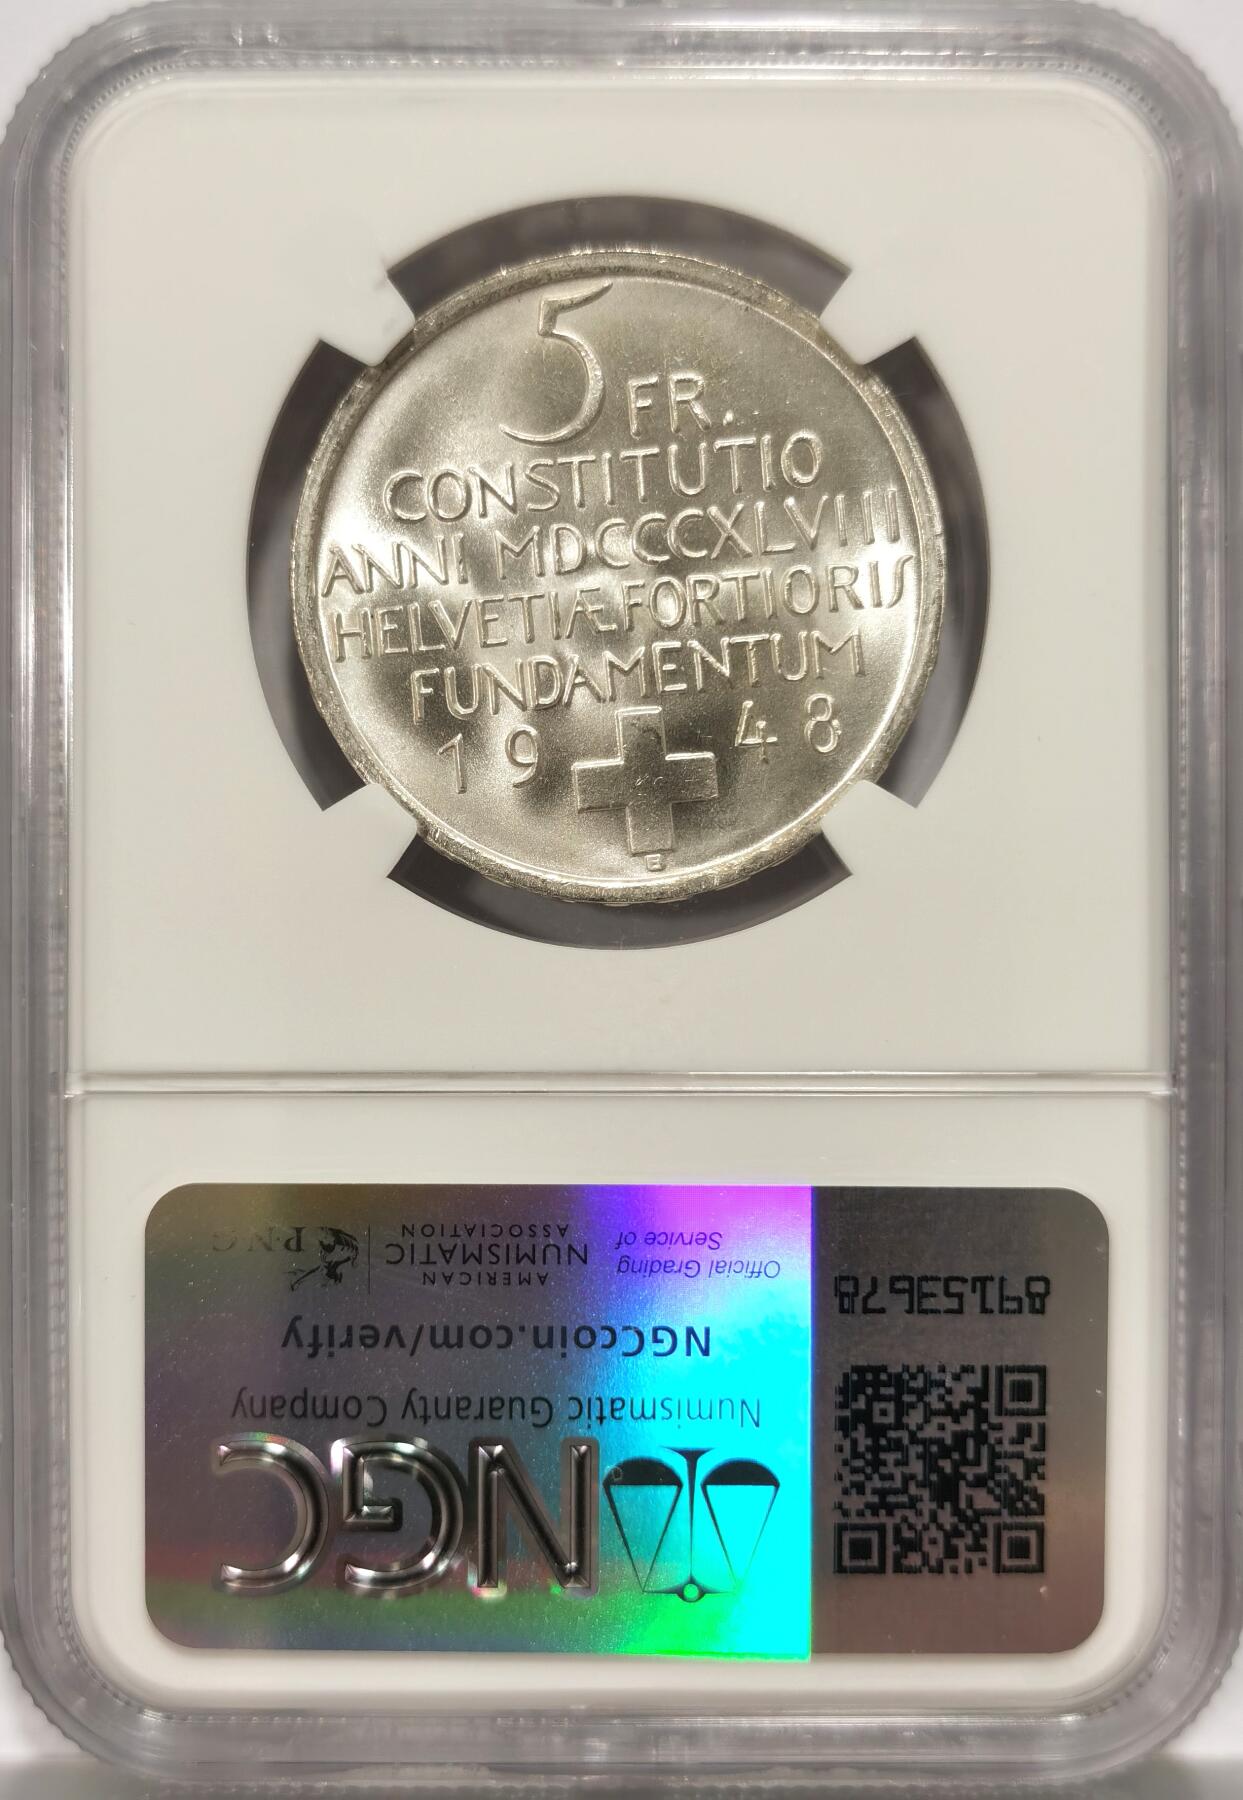 5 FR.
CONSTITUTIO
ANNI MDCCCXLVIII
HELVETIÆ FORTIORIS
FUNDAMENTUM
19 48
B
NGC
Numismatic Guaranty Company
NGCcoin.com/verify
Official Grading
Service of
AMERICAN
NUMISMATIC
ASSOCIATION
P·N·G
89153678